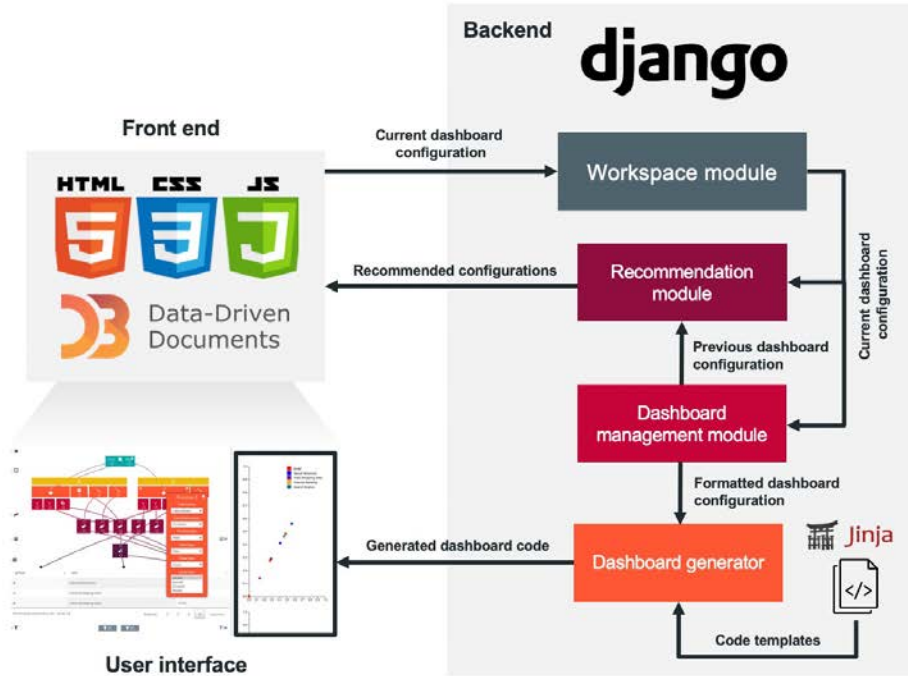 Backend
django
Front end
HTML CSS JS
5 3
Data-Driven
Documents
Current dashboard
configuration
Workspace module
Recommended configurations
Recommendation
module
Current dashboard
configuration
Previous dashboard
configuration
Dashboard
management module
Formatted dashboard
configuration
Generated dashboard code
Dashboard generator
Jinja
</>
Code templates
User interface